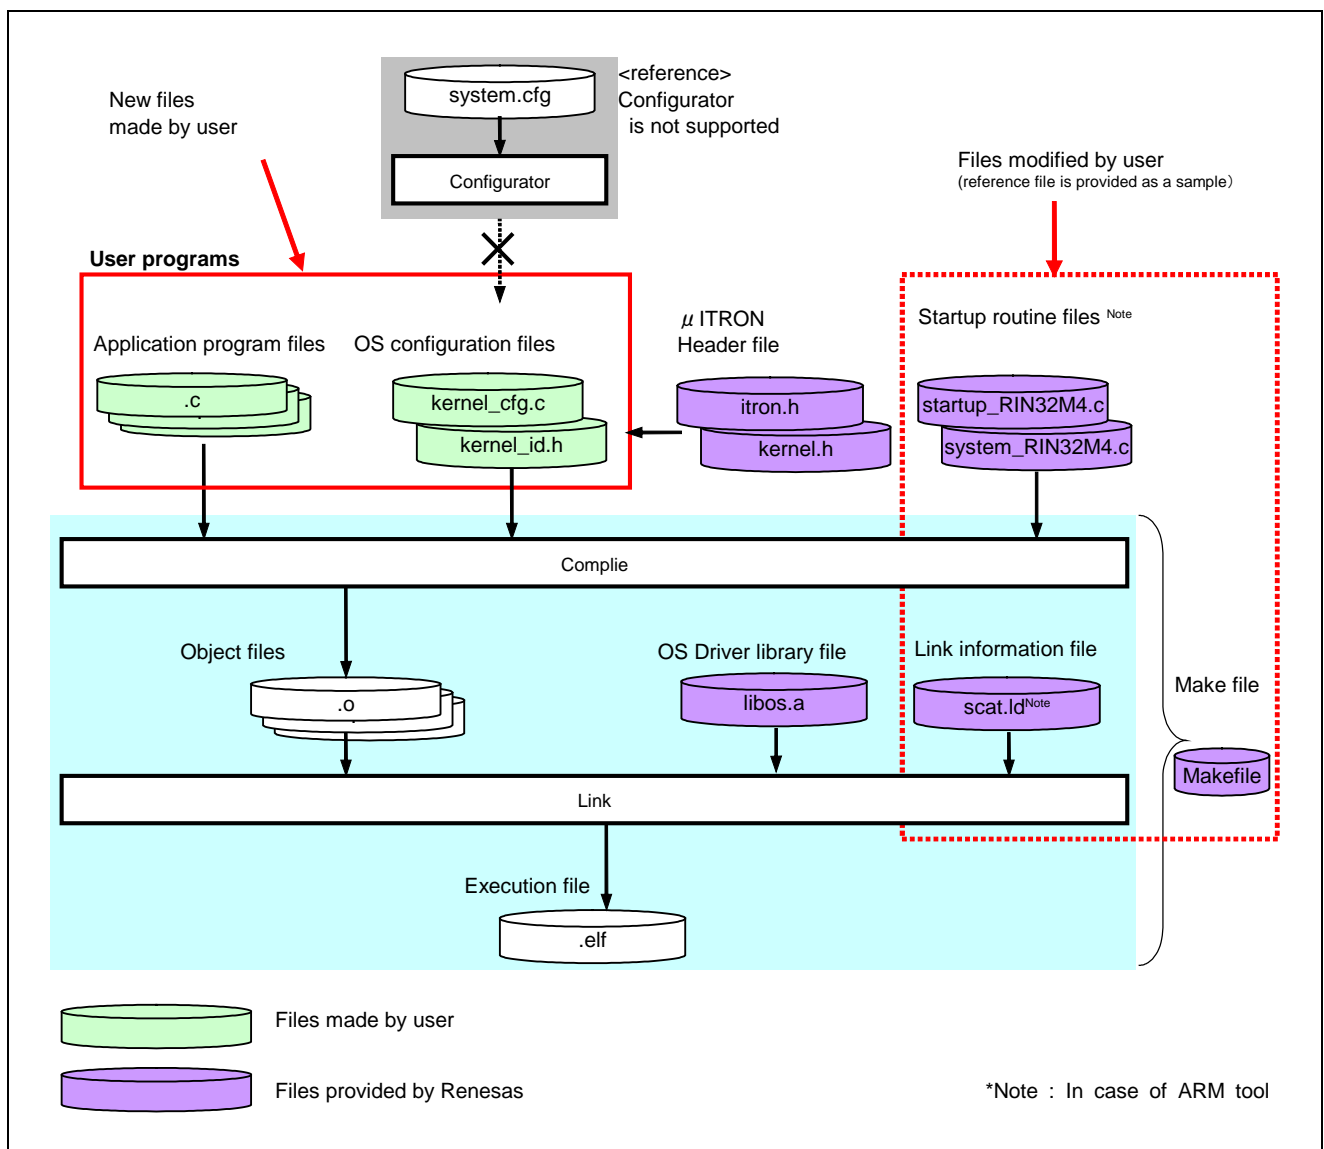 <reference>
Configurator
is not supported
system.cfg
Configurator
New files
made by user
Files modified by user
(reference file is provided as a sample)
User programs
Application program files
.c
OS configuration files
kernel_cfg.c
kernel_id.h
μ ITRON
Header file
itron.h
kernel.h
Startup routine files Note
startup_RIN32M4.c
system_RIN32M4.c
Complie
Object files
.o
OS Driver library file
libos.a
Link information file
scat.ld Note
Make file
Makefile
Link
Execution file
.elf
Files made by user
Files provided by Renesas
*Note : In case of ARM tool